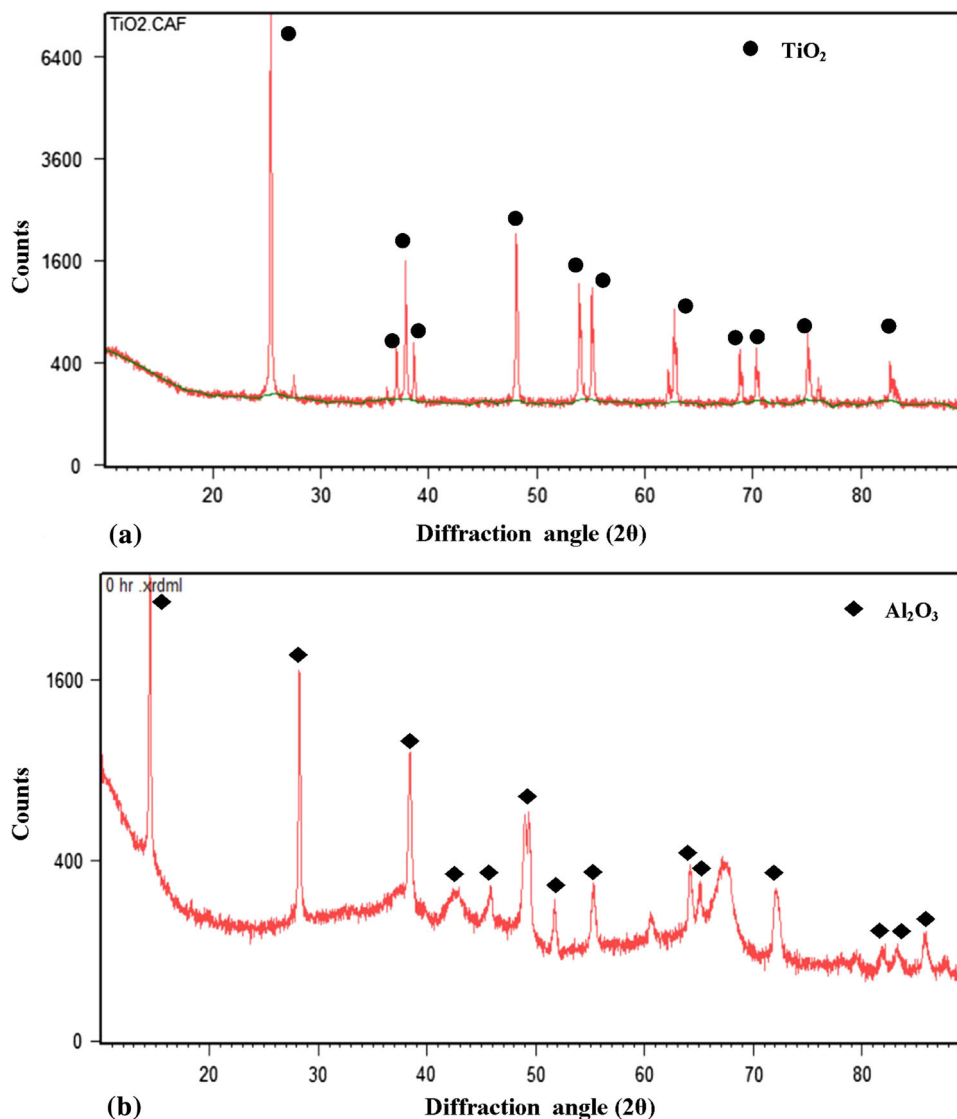 TiO2.CAF
● TiO₂
6400
3600
1600
400
0
Counts
20 30 40 50 60 70 80
(a) Diffraction angle (2θ)
0 hr .xrdml
◆ Al₂O₃
1600
400
0
Counts
20 30 40 50 60 70 80
(b) Diffraction angle (2θ)